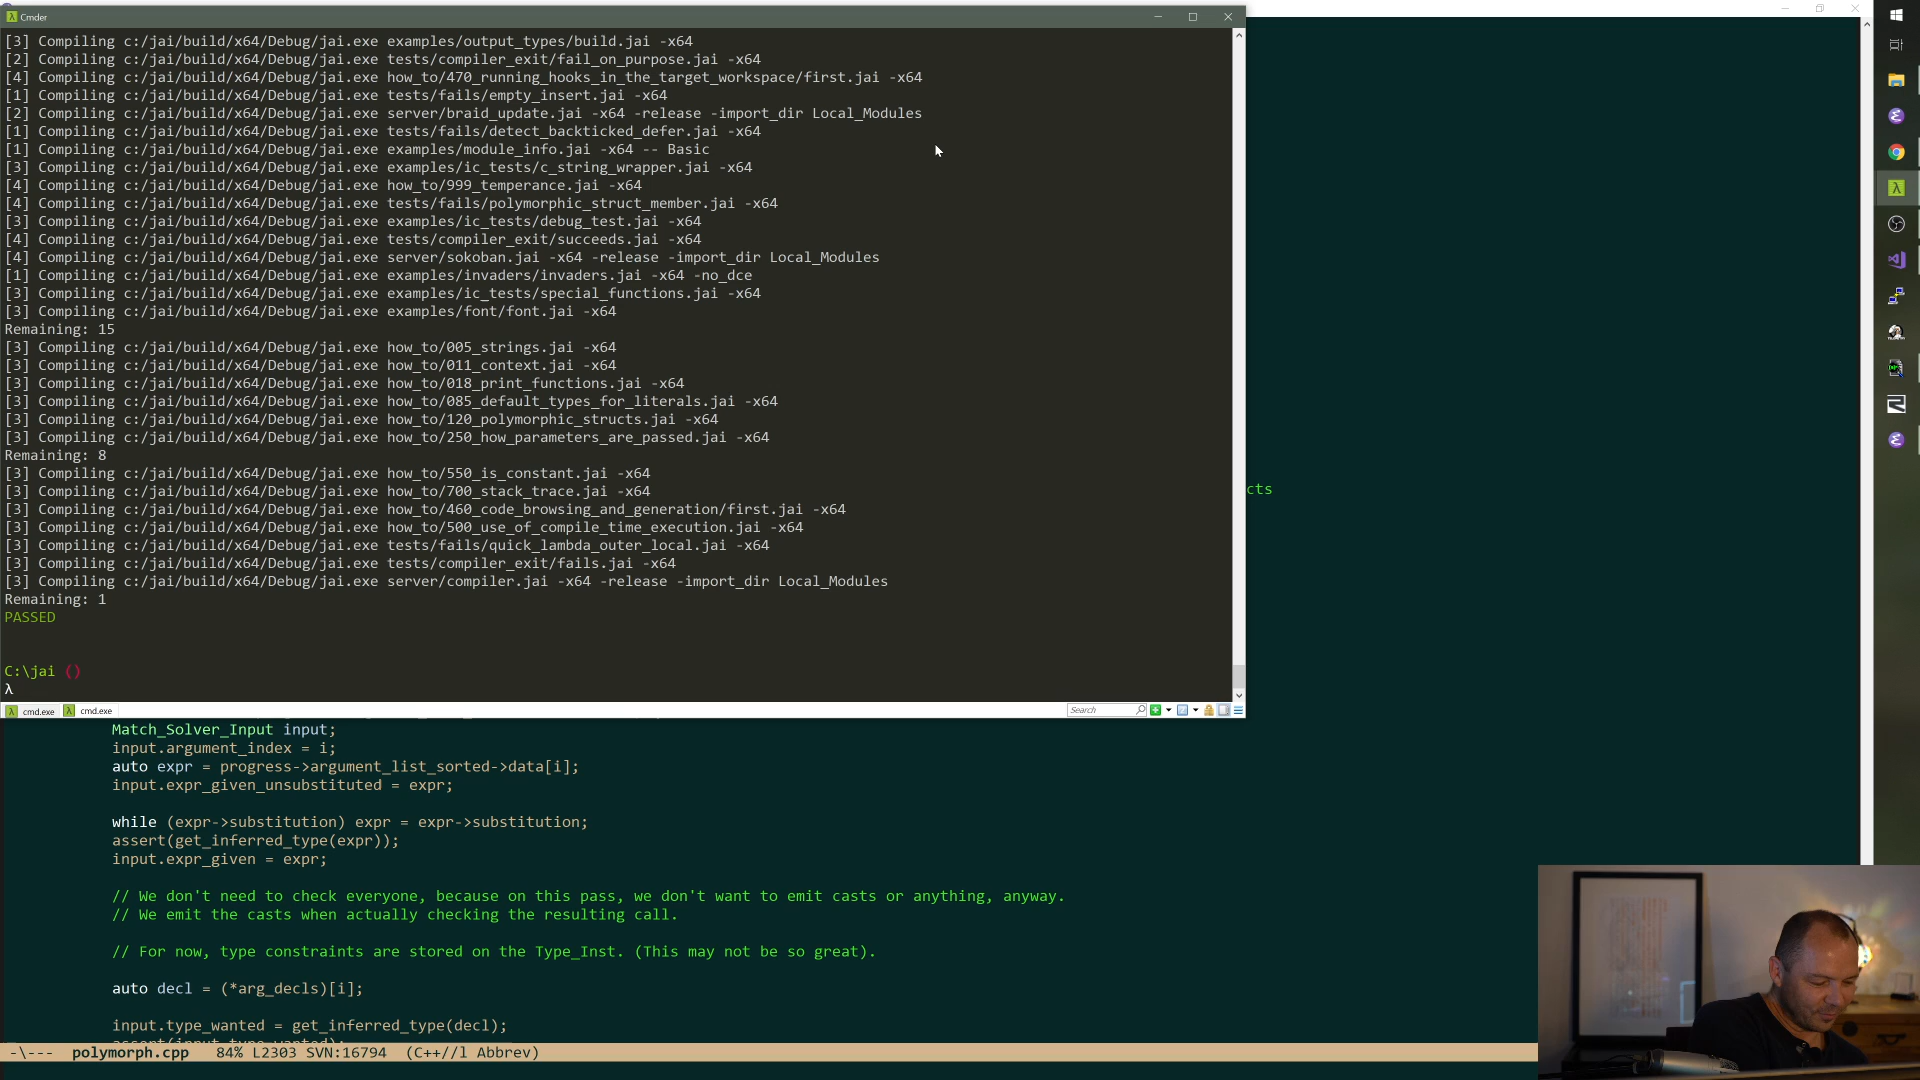 Cmder
[3] Compiling c:/jai/build/x64/Debug/jai.exe examples/output_types/build.jai -x64
[2] Compiling c:/jai/build/x64/Debug/jai.exe tests/compiler_exit/fail_on_purpose.jai -x64
[4] Compiling c:/jai/build/x64/Debug/jai.exe how_to/470_running_hooks_in_the_target_workspace/first.jai -x64
[1] Compiling c:/jai/build/x64/Debug/jai.exe tests/fails/empty_insert.jai -x64
[2] Compiling c:/jai/build/x64/Debug/jai.exe server/braid_update.jai -x64 -release -import_dir Local_Modules
[1] Compiling c:/jai/build/x64/Debug/jai.exe tests/fails/detect_backticked_defer.jai -x64
[1] Compiling c:/jai/build/x64/Debug/jai.exe examples/module_info.jai -x64 -- Basic
[3] Compiling c:/jai/build/x64/Debug/jai.exe examples/ic_tests/c_string_wrapper.jai -x64
[4] Compiling c:/jai/build/x64/Debug/jai.exe how_to/999_temperance.jai -x64
[4] Compiling c:/jai/build/x64/Debug/jai.exe tests/fails/polymorphic_struct_member.jai -x64
[3] Compiling c:/jai/build/x64/Debug/jai.exe examples/ic_tests/debug_test.jai -x64
[4] Compiling c:/jai/build/x64/Debug/jai.exe tests/compiler_exit/succeeds.jai -x64
[4] Compiling c:/jai/build/x64/Debug/jai.exe server/sokoban.jai -x64 -release -import_dir Local_Modules
[1] Compiling c:/jai/build/x64/Debug/jai.exe examples/invaders/invaders.jai -x64 -no_dce
[3] Compiling c:/jai/build/x64/Debug/jai.exe examples/ic_tests/special_functions.jai -x64
[3] Compiling c:/jai/build/x64/Debug/jai.exe examples/font/font.jai -x64
Remaining: 15
[3] Compiling c:/jai/build/x64/Debug/jai.exe how_to/005_strings.jai -x64
[3] Compiling c:/jai/build/x64/Debug/jai.exe how_to/011_context.jai -x64
[3] Compiling c:/jai/build/x64/Debug/jai.exe how_to/018_print_functions.jai -x64
[3] Compiling c:/jai/build/x64/Debug/jai.exe how_to/085_default_types_for_literals.jai -x64
[3] Compiling c:/jai/build/x64/Debug/jai.exe how_to/120_polymorphic_structs.jai -x64
[3] Compiling c:/jai/build/x64/Debug/jai.exe how_to/250_how_parameters_are_passed.jai -x64
Remaining: 8
[3] Compiling c:/jai/build/x64/Debug/jai.exe how_to/550_is_constant.jai -x64
[3] Compiling c:/jai/build/x64/Debug/jai.exe how_to/700_stack_trace.jai -x64
cts
[3] Compiling c:/jai/build/x64/Debug/jai.exe how_to/460_code_browsing_and_generation/first.jai -x64
[3] Compiling c:/jai/build/x64/Debug/jai.exe how_to/500_use_of_compile_time_execution.jai -x64
[3] Compiling c:/jai/build/x64/Debug/jai.exe tests/fails/quick_lambda_outer_local.jai -x64
[3] Compiling c:/jai/build/x64/Debug/jai.exe tests/compiler_exit/fails.jai -x64
[3] Compiling c:/jai/build/x64/Debug/jai.exe server/compiler.jai -x64 -release -import_dir Local_Modules
Remaining: 1
PASSED
C:\jai ()
λ
cmd.exe cmd.exe Search
Match_Solver_Input input;
input.argument_index = i;
auto expr = progress->argument_list_sorted->data[i];
input.expr_given_unsubstituted = expr;
while (expr->substitution) expr = expr->substitution;
assert(get_inferred_type(expr));
input.expr_given = expr;
// We don't need to check everyone, because on this pass, we don't want to emit casts or anything, anyway.
// We emit the casts when actually checking the resulting call.
// For now, type constraints are stored on the Type_Inst. (This may not be so great).
auto decl = (*arg_decls)[i];
input.type_wanted = get_inferred_type(decl);
assert(input.type_wanted);
-\--- polymorph.cpp 84% L2303 SVN:16794 (C++//l Abbrev)